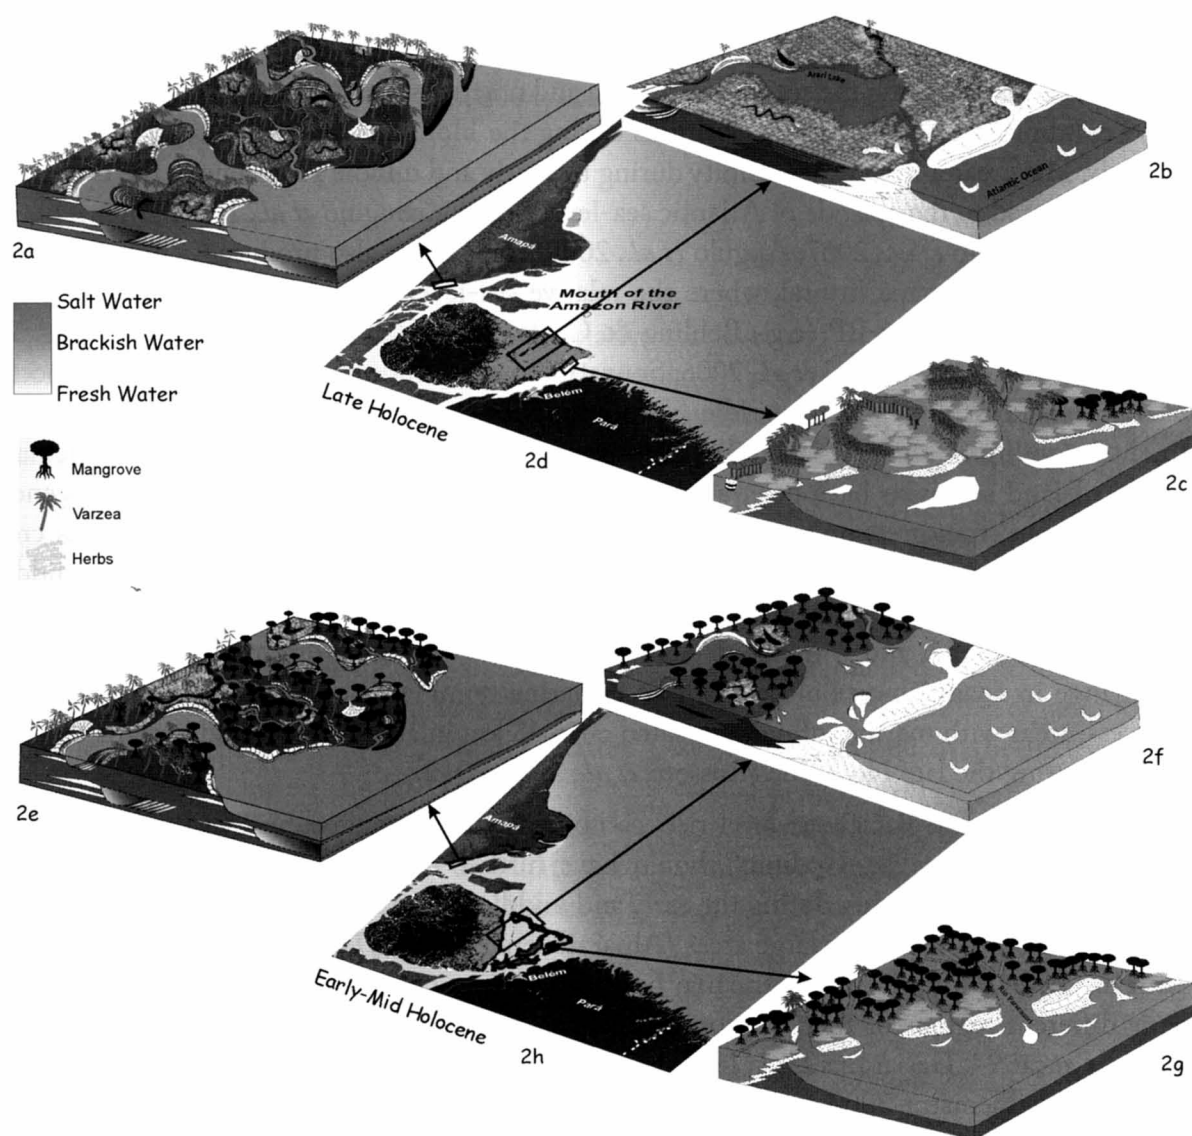 2a
Arari Lake
Atlantic Ocean
2b
Salt Water
Brackish Water
Fresh Water
Amapá
Mouth of the
Amazon River
Belém
Pará
Late Holocene
2d
2c
Mangrove
Varzea
Herbs
2e
2f
Amapá
Belém
Pará
Early-Mid Holocene
2h
2g